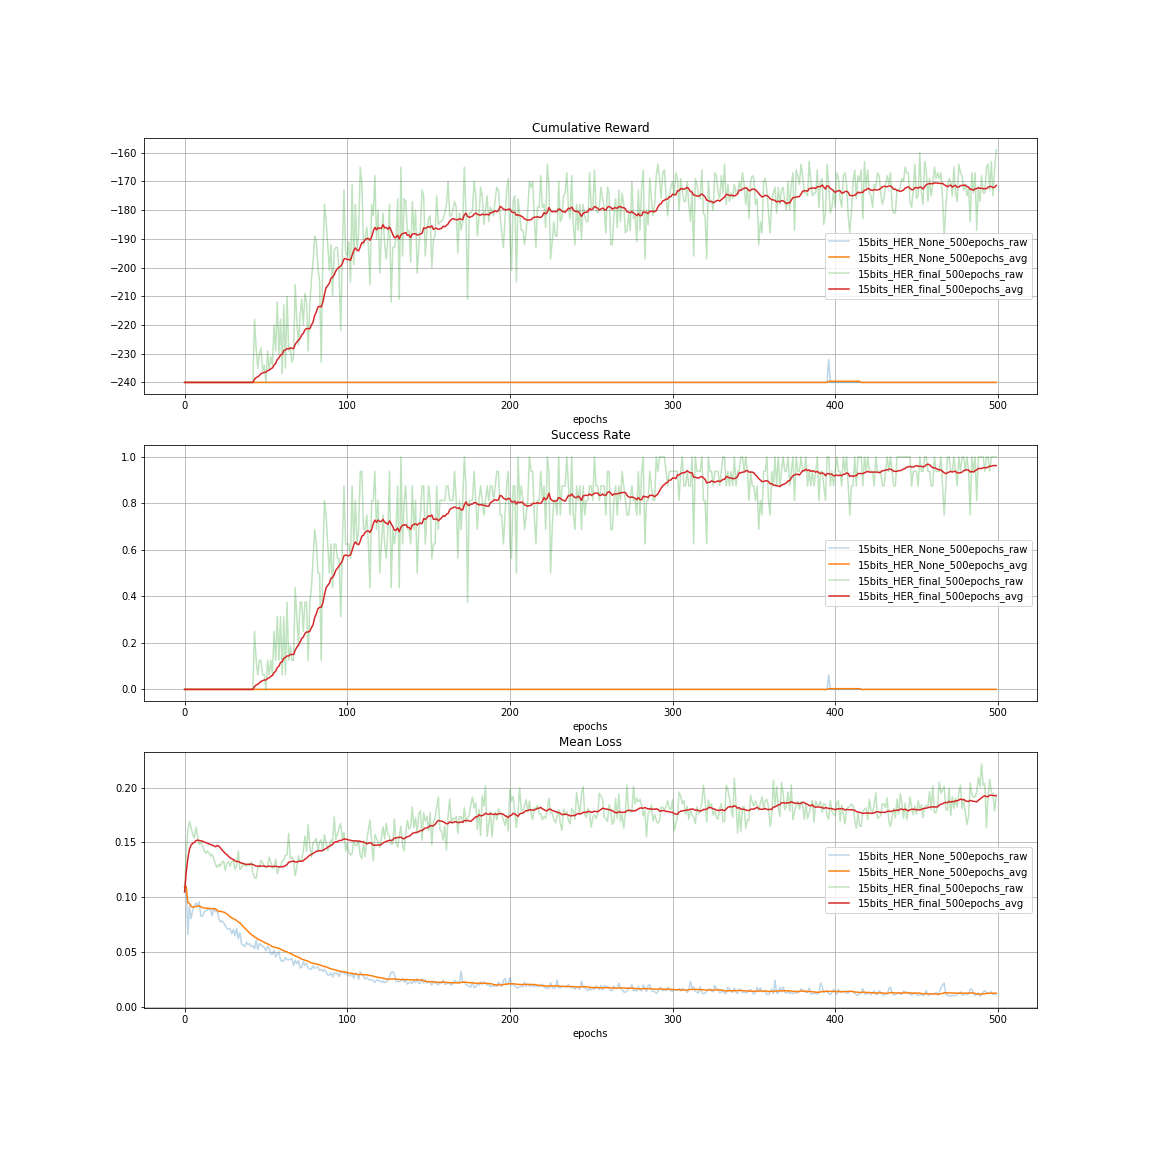 Cumulative Reward
−160
−170
−180
−190
−200
−210
−220
−230
−240
15bits_HER_None_500epochs_raw
15bits_HER_None_500epochs_avg
15bits_HER_final_500epochs_raw
15bits_HER_final_500epochs_avg
0 100 200 300 400 500
epochs
Success Rate
1.0
0.8
0.6
0.4
0.2
0.0
15bits_HER_None_500epochs_raw
15bits_HER_None_500epochs_avg
15bits_HER_final_500epochs_raw
15bits_HER_final_500epochs_avg
0 100 200 300 400 500
epochs
Mean Loss
0.20
0.15
0.10
0.05
0.00
15bits_HER_None_500epochs_raw
15bits_HER_None_500epochs_avg
15bits_HER_final_500epochs_raw
15bits_HER_final_500epochs_avg
0 100 200 300 400 500
epochs